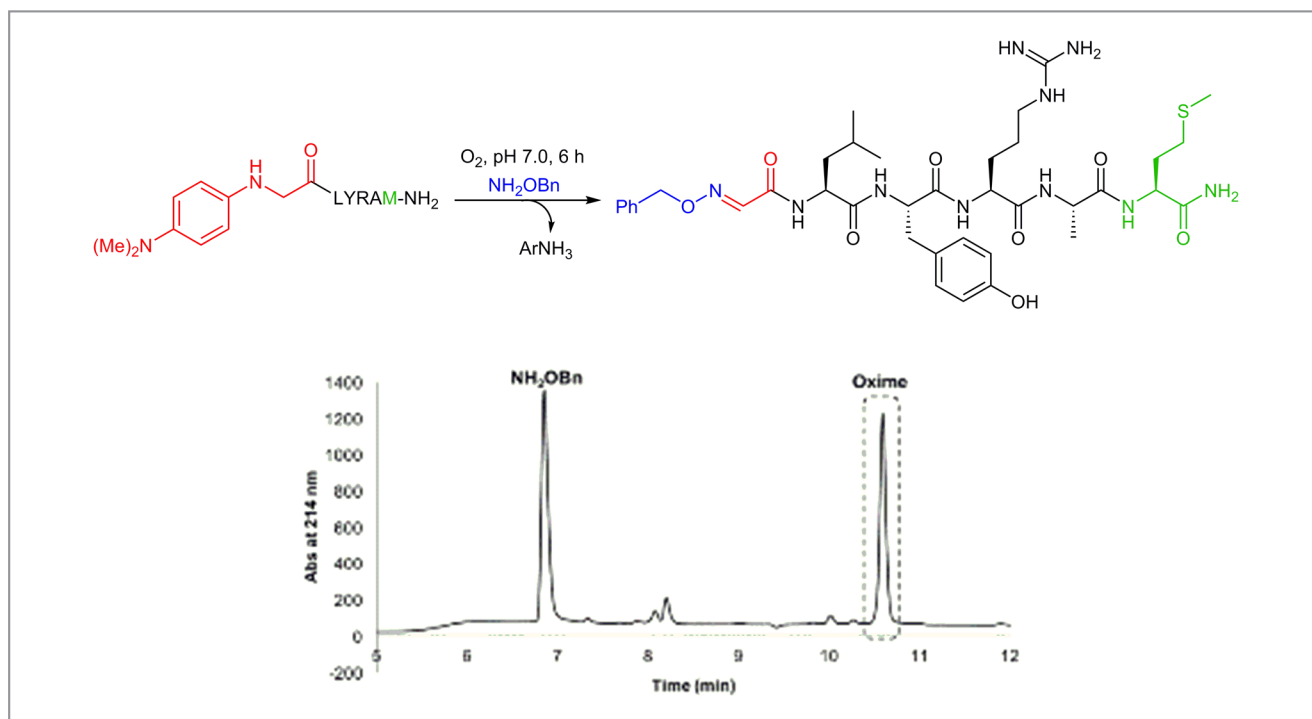 HN NH2
NH
S
H
N
O
LYRAM-NH2
(Me)2N
O2, pH 7.0, 6 h
NH2OBn
ArNH3
Ph O N
O
N
H
O
H
N
O
N
H
O
H
N
O
N
H
O
NH2
OH
NH2OBn
Oxime
Abs at 214 nm
1400
1200
1000
800
600
400
200
0
-200
5 6 7 8 9 10 11 12
Time (min)